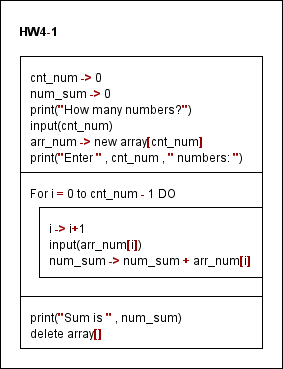 HW4-1
cnt_num -> 0
num_sum -> 0
print("How many numbers?")
input(cnt_num)
arr_num -> new array[cnt_num]
print("Enter " , cnt_num , " numbers: ")
For i = 0 to cnt_num - 1 DO
i -> i+1
input(arr_num[i])
num_sum -> num_sum + arr_num[i]
print("Sum is " , num_sum)
delete array[]